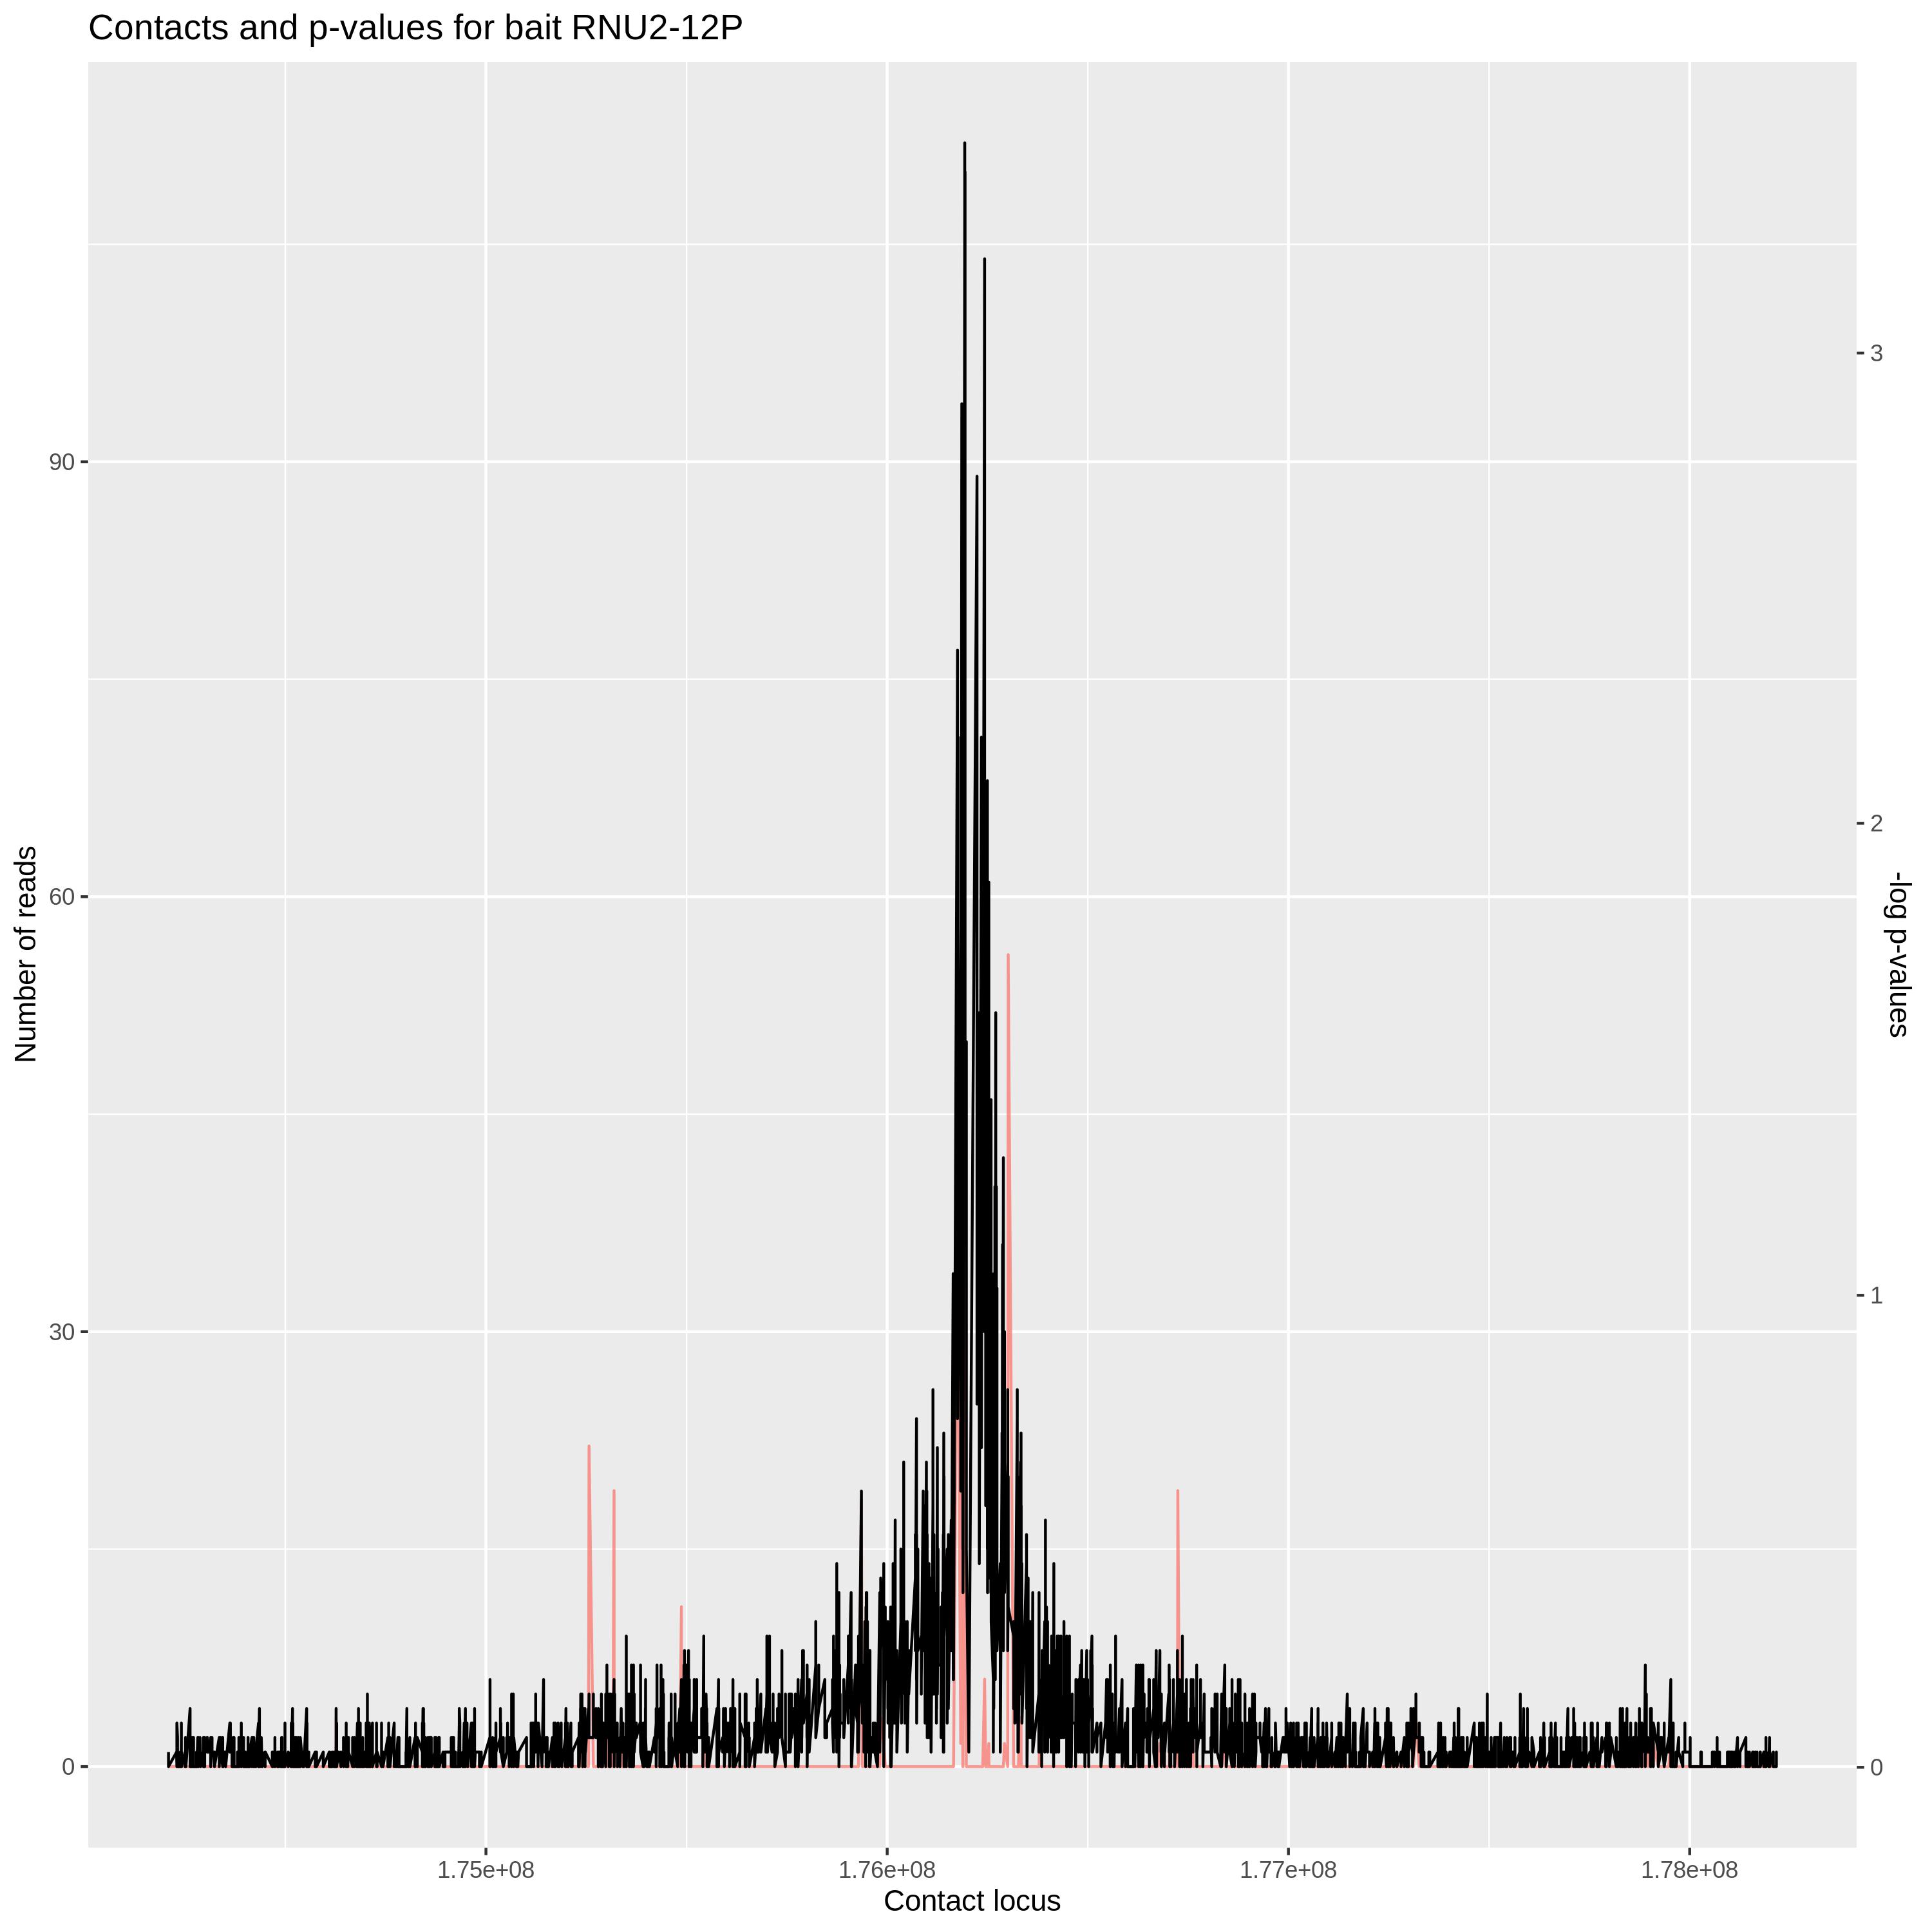 Contacts and p-values for bait RNU2-12P
Number of reads
90
60
30
0
3
2
1
0
-log p-values
1.75e+08
1.76e+08
1.77e+08
1.78e+08
Contact locus